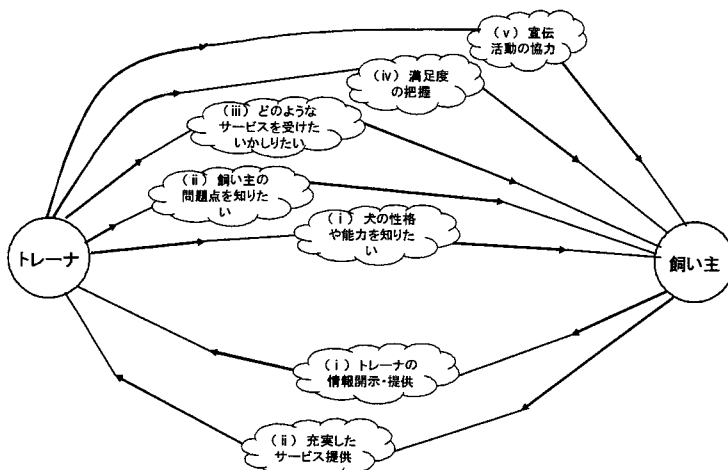 (ⅴ) 宣伝
活動の協力
(ⅳ) 満足度
の把握
(ⅲ) どのような
サービスを受けた
いかしりたい
(ⅱ) 飼い主の
問題点を知りた
い
(ⅰ) 犬の性格
や能力を知りた
い
トレーナ
飼い主
(ⅰ) トレーナの
情報開示・提供
(ⅱ) 充実した
サービス提供